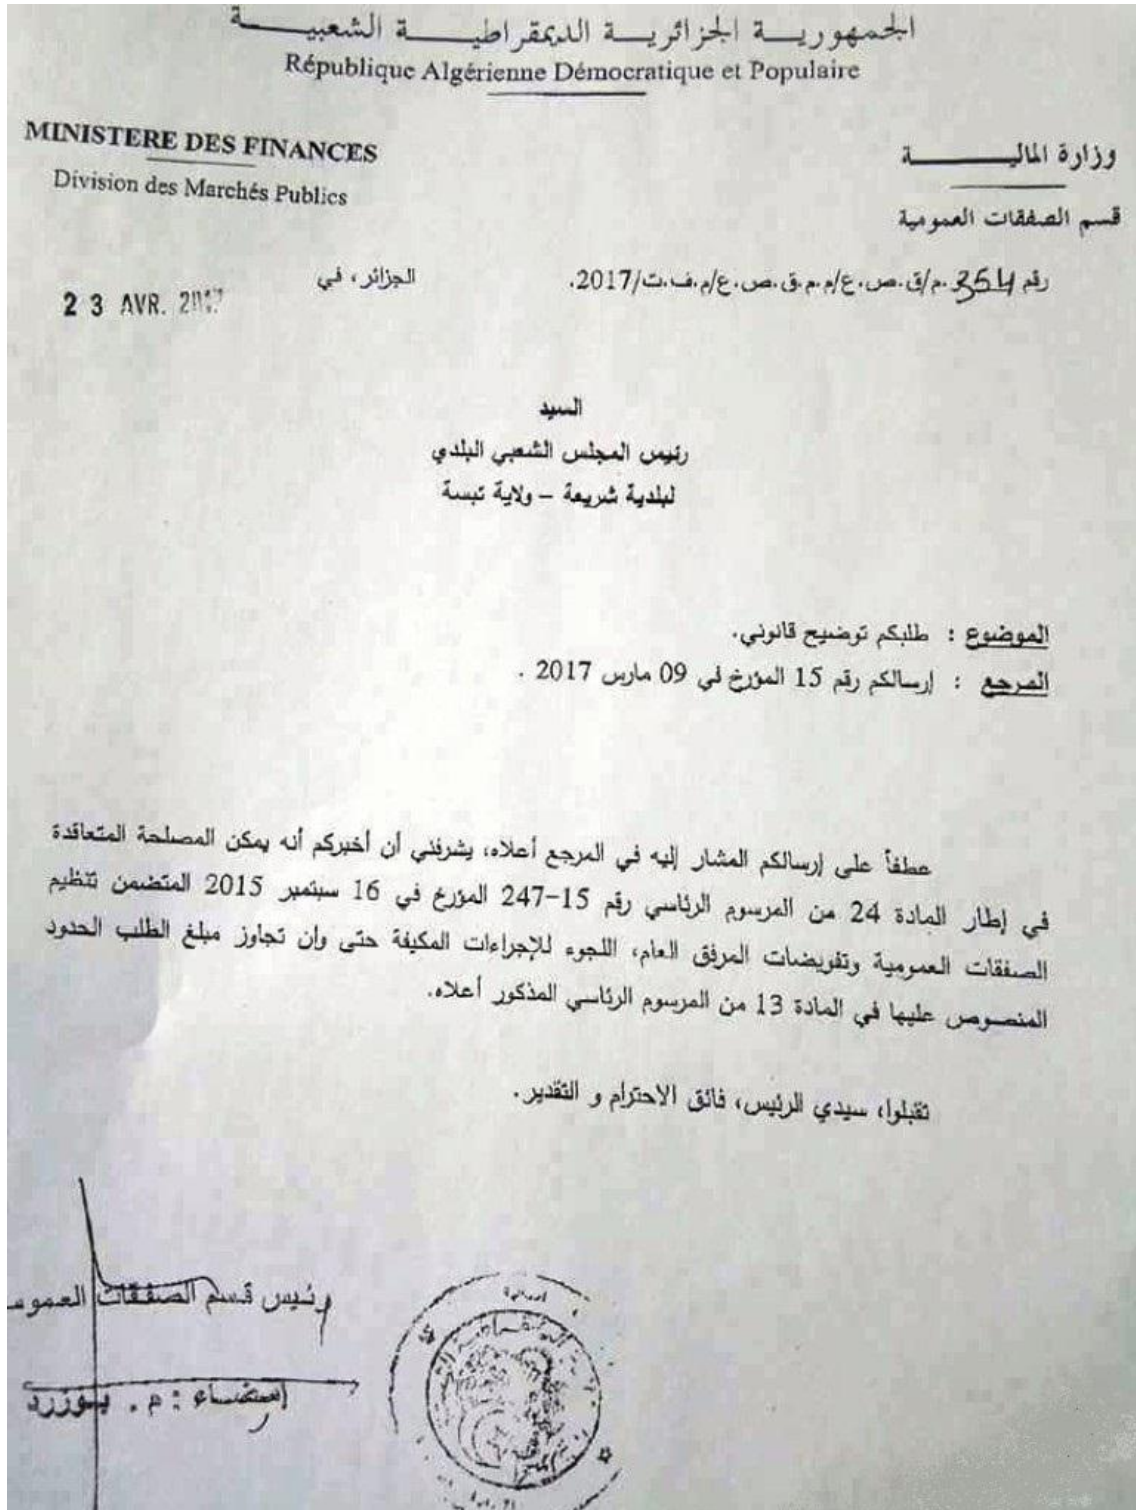 الجمهورية الجزائرية الديمقراطية الشعبية
République Algérienne Démocratique et Populaire
MINISTERE DES FINANCES
Division des Marchés Publics
وزارة المالية
قسم الصفقات العمومية
رقم 354.م/ق.ص.ع/م.م.ق.ص.ع/م.ف.ت/2017.
الجزائر، في
23 AVR. 2017
السيد
رئيس المجلس الشعبي البلدي
لبلدية شريعة – ولاية تبسة
الموضوع : طلبكم توضيح قانوني.
المرجع : إرسالكم رقم 15 المؤرخ في 09 مارس 2017 .
عطفاً على إرسالكم المشار إليه في المرجع أعلاه، يشرفني أن أخبركم أنه يمكن المصلحة المتعاقدة
في إطار المادة 24 من المرسوم الرئاسي رقم 15-247 المؤرخ في 16 سبتمبر 2015 المتضمن تنظيم
الصفقات العمومية وتفويضات المرفق العام، اللجوء للإجراءات المكيفة حتى وان تجاوز مبلغ الطلب الحدود
المنصوص عليها في المادة 13 من المرسوم الرئاسي المذكور أعلاه.
تقبلوا، سيدي الرئيس، فائق الاحترام و التقدير.
رئيس قسم الصفقات العمو
إمضاء : م . بوزرد